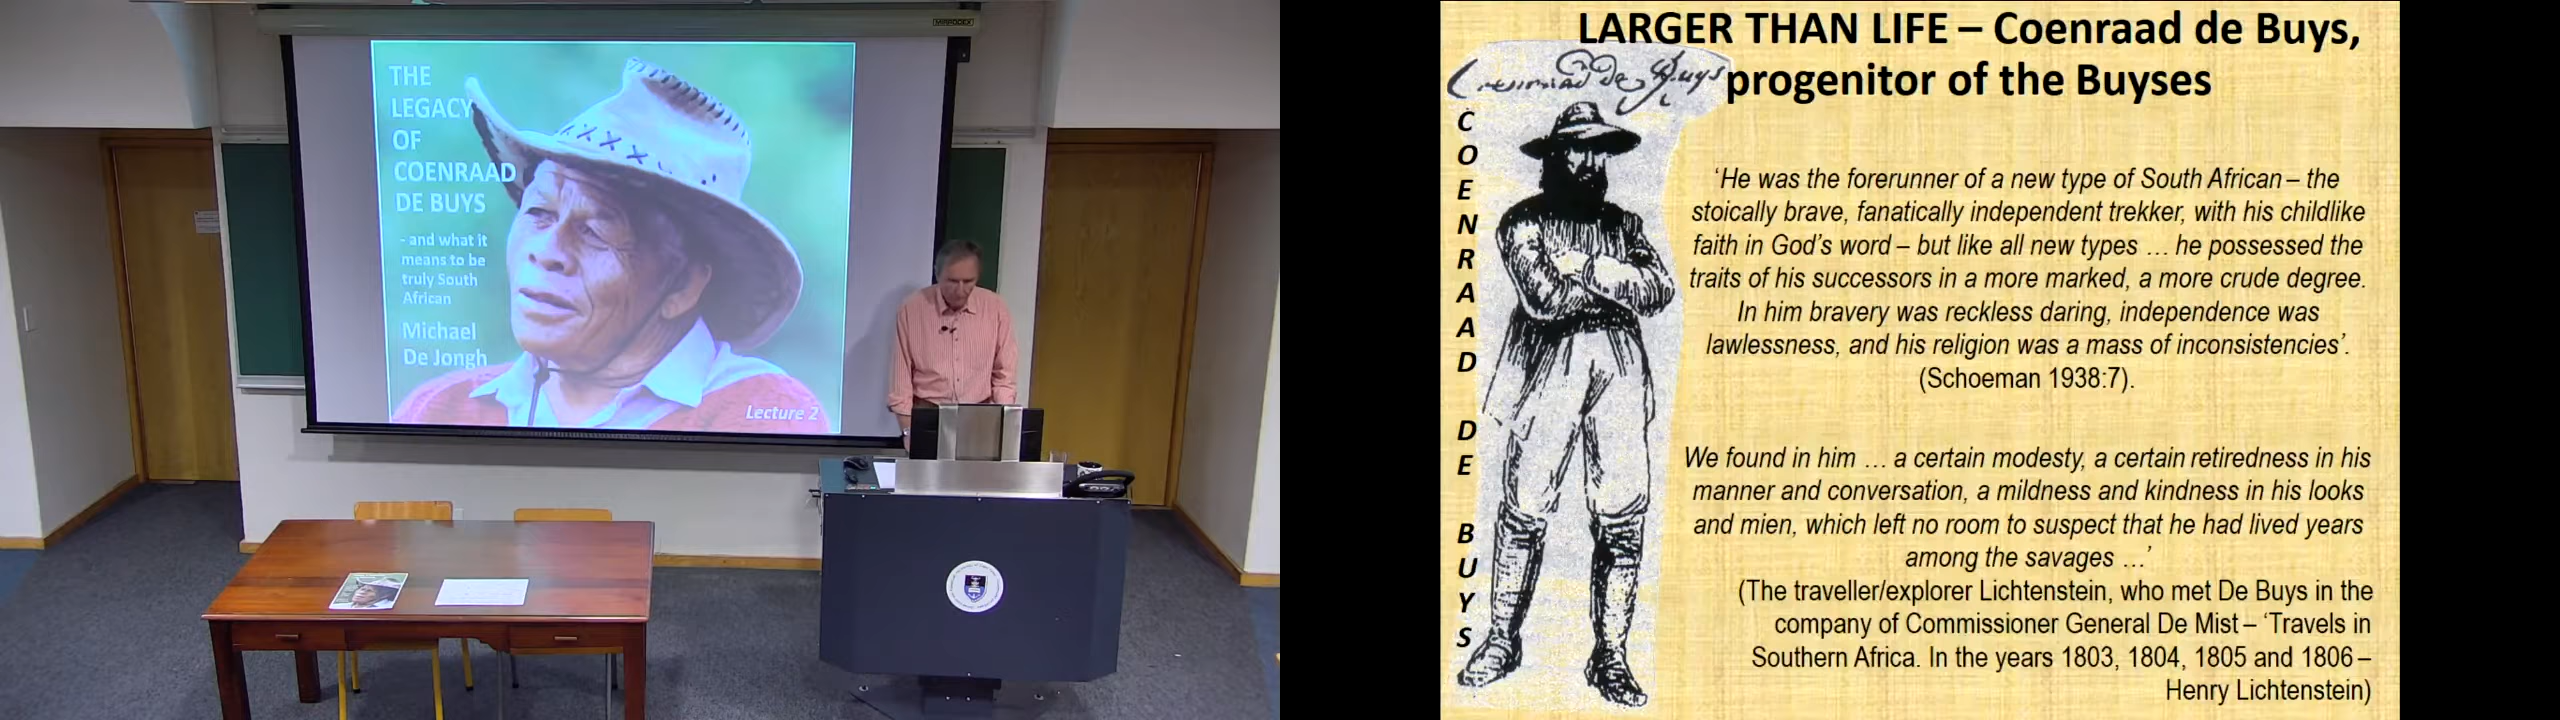 MIRRODEX
THE
LEGACY
OF
COENRAAD
DE BUYS
- and what it
means to be
truly South
African
Michael
De Jongh
Lecture 2
LARGER THAN LIFE – Coenraad de Buys,
progenitor of the Buyses
Coenraad de Buys
COENRAAD DE BUYS
‘He was the forerunner of a new type of South African – the
stoically brave, fanatically independent trekker, with his childlike
faith in God’s word – but like all new types … he possessed the
traits of his successors in a more marked, a more crude degree.
In him bravery was reckless daring, independence was
lawlessness, and his religion was a mass of inconsistencies’.
(Schoeman 1938:7).
We found in him … a certain modesty, a certain retiredness in his
manner and conversation, a mildness and kindness in his looks
and mien, which left no room to suspect that he had lived years
among the savages …’
(The traveller/explorer Lichtenstein, who met De Buys in the
company of Commissioner General De Mist – ‘Travels in
Southern Africa. In the years 1803, 1804, 1805 and 1806 –
Henry Lichtenstein)